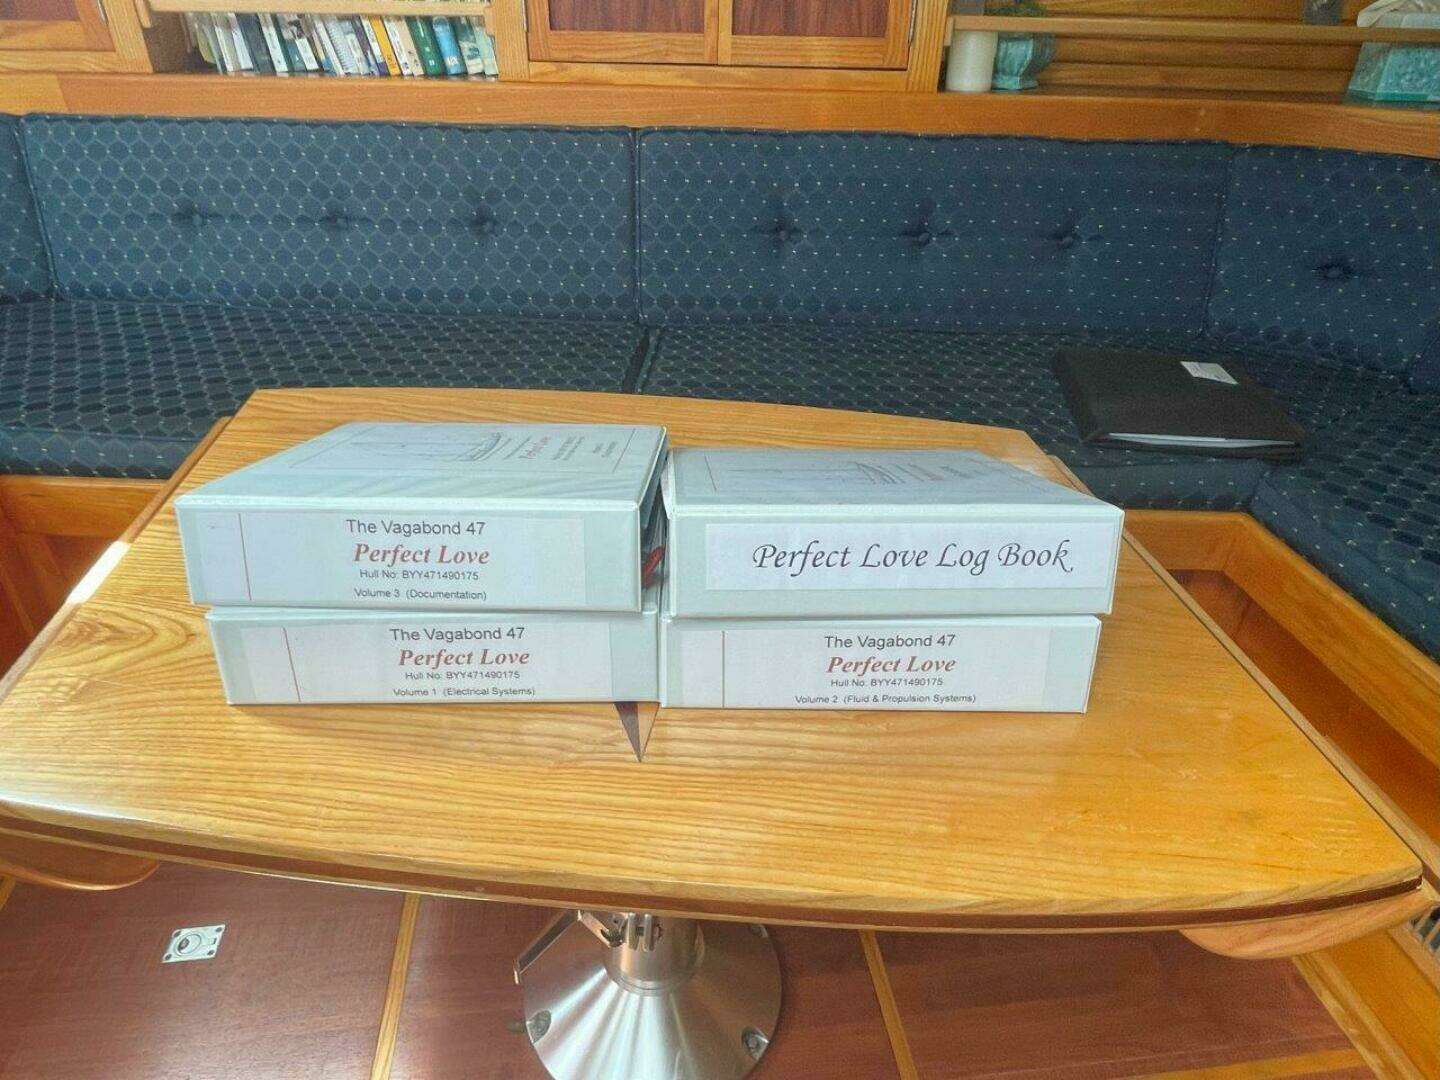 The Vagabond 47
Perfect Love
Hull No: BYY471490175
Volume 3 (Documentation)
Perfect Love Log Book
The Vagabond 47
Perfect Love
Hull No: BYY471490175
Volume 1 (Electrical Systems)
The Vagabond 47
Perfect Love
Hull No: BYY471490175
Volume 2 (Fluid & Propulsion Systems)